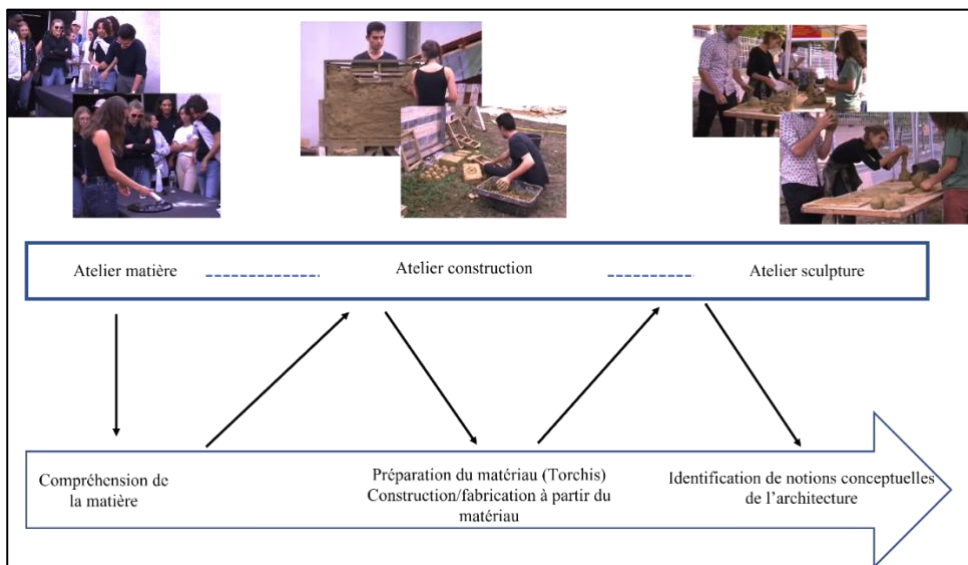 Atelier matière
Atelier construction
Atelier sculpture
Compréhension de
la matière
Préparation du matériau (Torchis)
Construction/fabrication à partir du
matériau
Identification de notions conceptuelles
de l’architecture